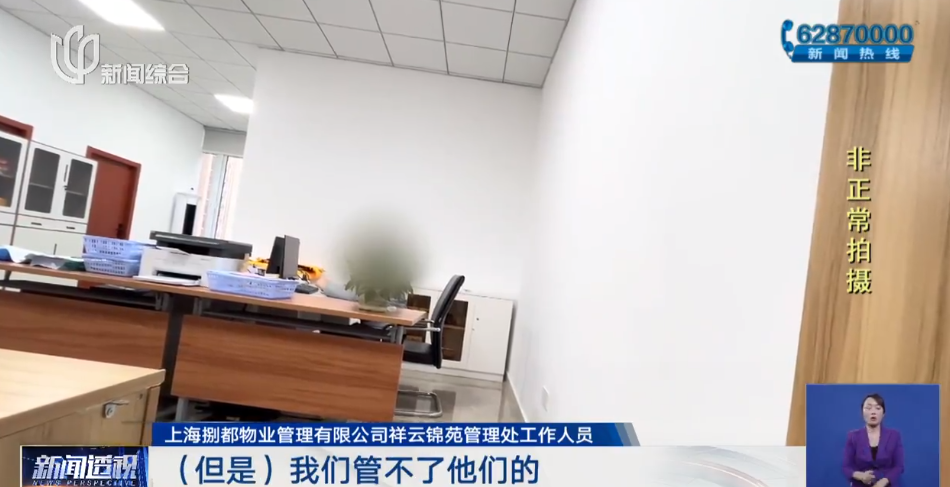 新闻综合
62870000
新闻热线
非正常拍摄
上海捌都物业管理有限公司祥云锦苑管理处工作人员
新闻透视
NEWS PERSPECTIVE
（但是）我们管不了他们的